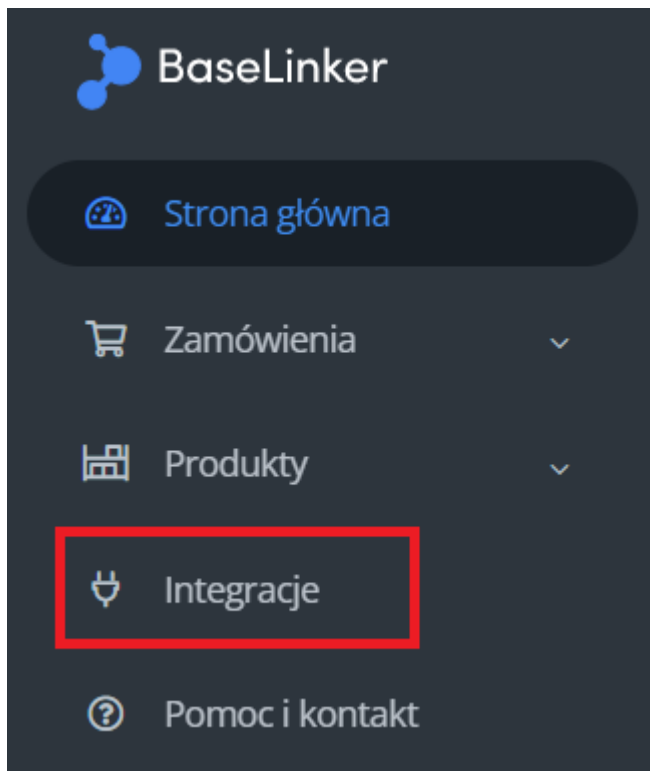 BaseLinker
Strona główna
Zamówienia
Produkty
Integracje
Pomoc i kontakt